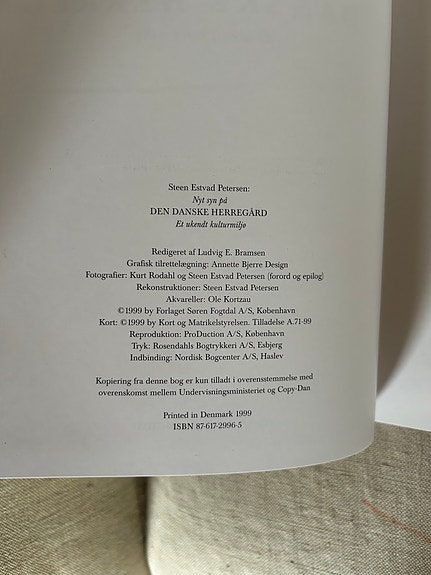 Steen Estvad Petersen:
Nyt syn på
DEN DANSKE HERREGÅRD
Et ukendt kulturmiljø
Redigeret af Ludvig E. Bramsen
Grafisk tilrettelægning: Annette Bjerre Design
Fotografier: Kurt Rodahl og Steen Estvad Petersen (forord og epilog)
Rekonstruktioner: Steen Estvad Petersen
Akvareller: Ole Kortzau
©1999 by Forlaget Søren Fogtdal A/S, København
Kort: ©1999 by Kort og Matrikelstyrelsen. Tilladelse A.71-99
Reproduktion: ProDuction A/S, København
Tryk: Rosendahls Bogtrykkeri A/S, Esbjerg
Indbinding: Nordisk Bogcenter A/S, Haslev
Kopiering fra denne bog er kun tilladt i overensstemmelse med
overenskomst mellem Undervisningsministeriet og Copy-Dan
Printed in Denmark 1999
ISBN 87-617-2996-5